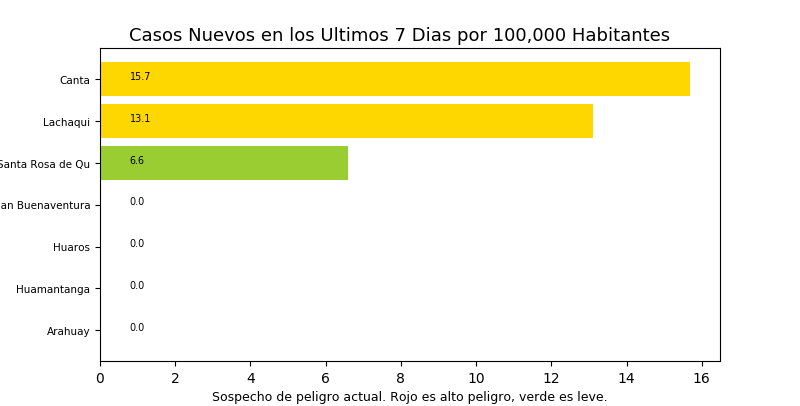 Casos Nuevos en los Ultimos 7 Dias por 100,000 Habitantes
Canta 15.7
Lachaqui 13.1
Santa Rosa de Qu 6.6
an Buenaventura 0.0
Huaros 0.0
Huamantanga 0.0
Arahuay 0.0
0 2 4 6 8 10 12 14 16
Sospecho de peligro actual. Rojo es alto peligro, verde es leve.